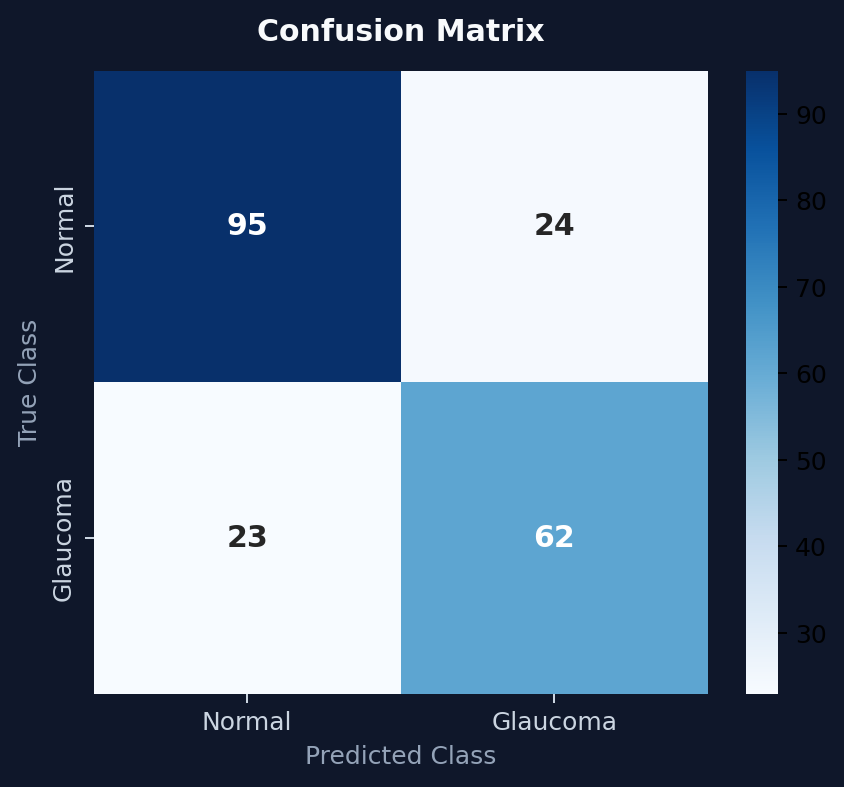 Confusion Matrix
True Class
Normal
95
24
Glaucoma
23
62
Normal
Glaucoma
Predicted Class
90
80
70
60
50
40
30